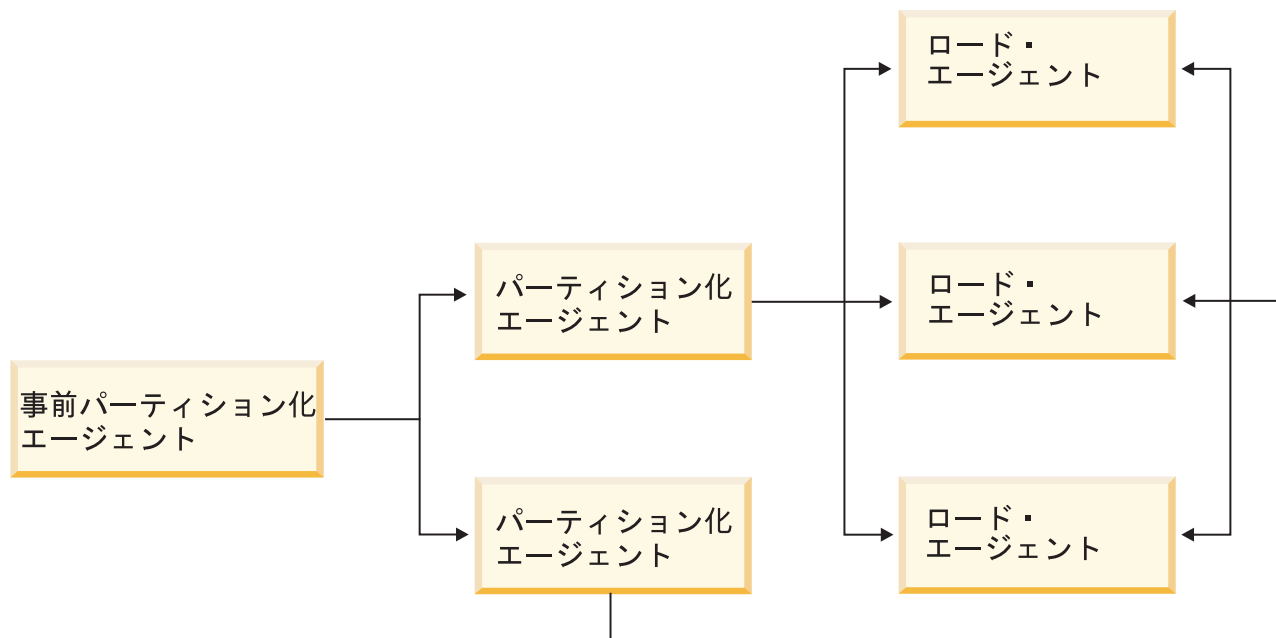 事前パーティション化
エージェント
パーティション化
エージェント
パーティション化
エージェント
ロード・
エージェント
ロード・
エージェント
ロード・
エージェント